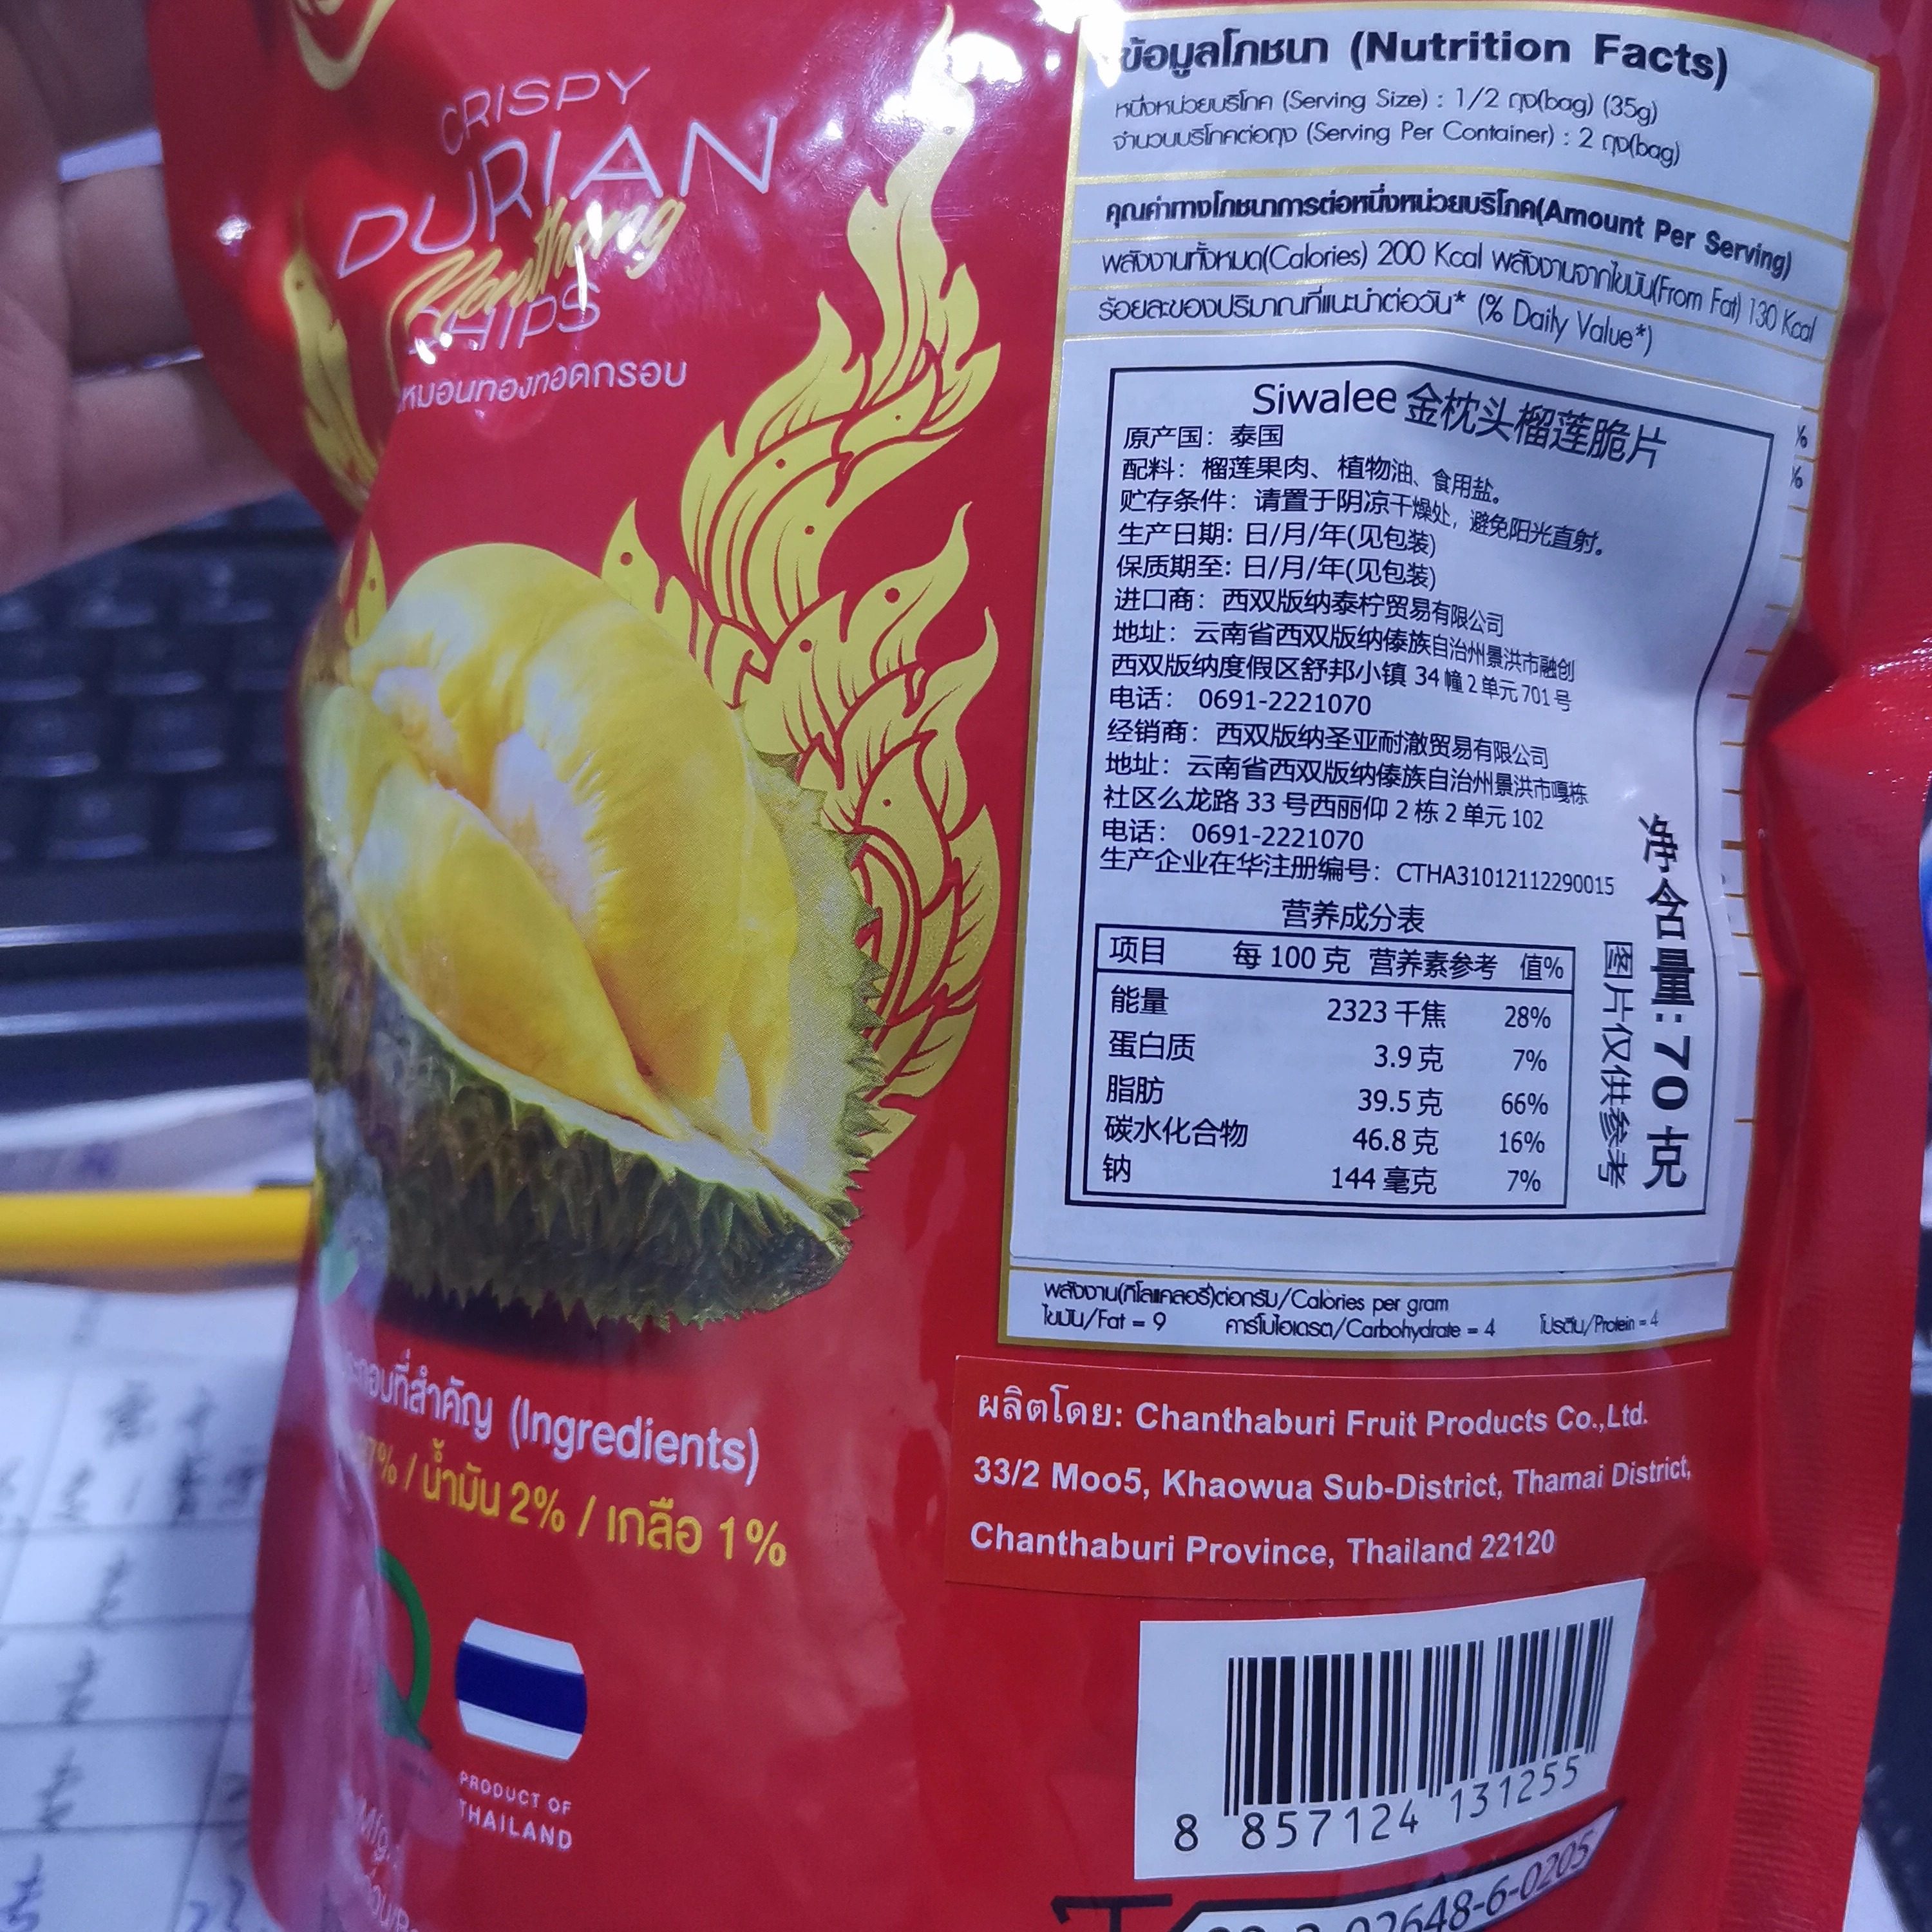 CRISPY
DURIAN
Monthong
CHIPS
หมอนทองทอดกรอบ
ข้อมูลโภชนา (Nutrition Facts)
หนึ่งหน่วยบริโภค (Serving Size) : 1/2 ถุง(bag) (35g)
จำนวนบริโภคต่อถุง (Serving Per Container) : 2 ถุง(bag)
คุณค่าทางโภชนาการต่อหนึ่งหน่วยบริโภค(Amount Per Serving)
พลังงานทั้งหมด(Calories) 200 Kcal พลังงานจากไขมัน(From Fat) 130 Kcal
ร้อยละของปริมาณที่แนะนำต่อวัน* (% Daily Value*)
%
%
Siwalee 金枕头榴莲脆片
原产国：泰国
配料：榴莲果肉、植物油、食用盐。
贮存条件：请置于阴凉干燥处，避免阳光直射。
生产日期: 日/月/年(见包装)
保质期至: 日/月/年(见包装)
进口商：西双版纳泰柠贸易有限公司
地址：云南省西双版纳傣族自治州景洪市融创
西双版纳度假区舒邦小镇 34 幢 2 单元 701 号
电话： 0691-2221070
经销商：西双版纳圣亚耐澈贸易有限公司
地址：云南省西双版纳傣族自治州景洪市嘎栋
社区么龙路 33 号西丽仰 2 栋 2 单元 102
电话： 0691-2221070
生产企业在华注册编号：CTHA31012112290015
营养成分表
项目 每 100 克 营养素参考 值%
能量 2323 千焦 28%
蛋白质 3.9 克 7%
脂肪 39.5 克 66%
碳水化合物 46.8 克 16%
钠 144 毫克 7%
净含量: 70 克
图片仅供参考
พลังงาน(กิโลแคลอรี)ต่อกรัม/Calories per gram
ไขมัน/Fat = 9 คาร์โบไฮเดรต/Carbohydrate = 4 โปรตีน/Protein = 4
ที่สำคัญ (Ingredients)
97% / น้ำมัน 2% / เกลือ 1%
ผลิตโดย: Chanthaburi Fruit Products Co.,Ltd.
33/2 Moo5, Khaowua Sub-District, Thamai District,
Chanthaburi Province, Thailand 22120
PRODUCT OF
THAILAND
8 857124 131255
02648-6-0205